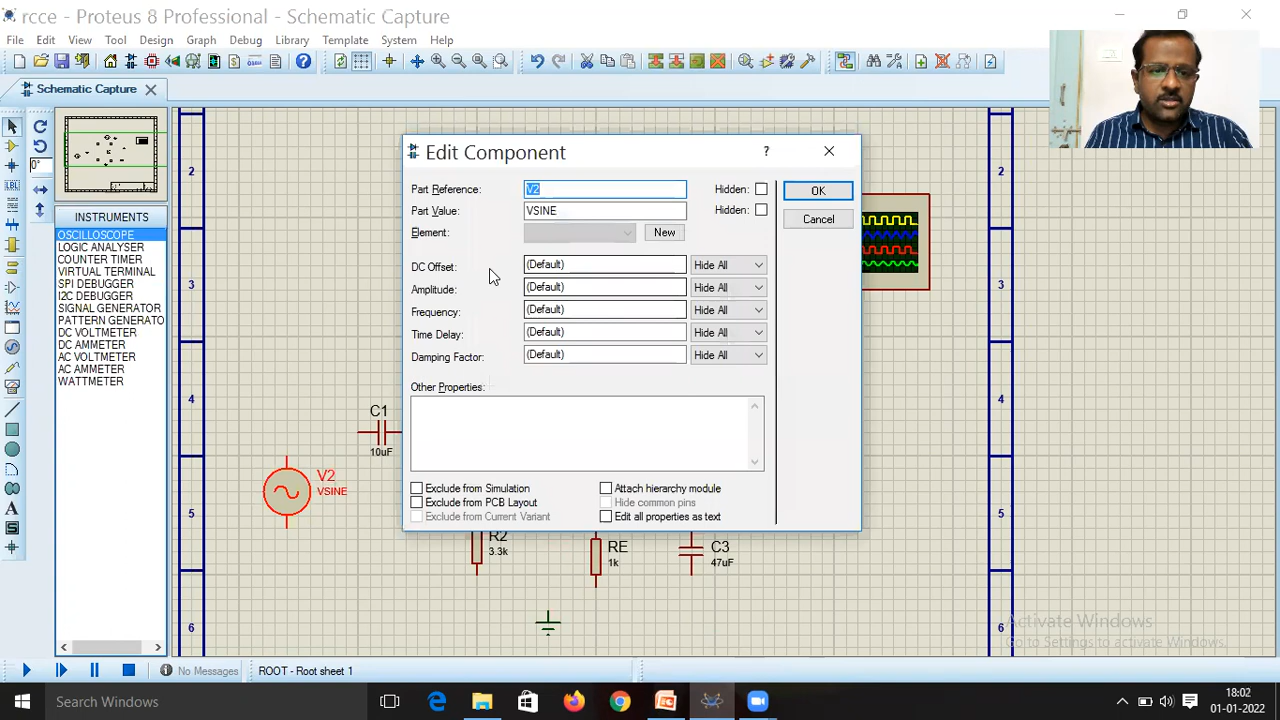 rcce - Proteus 8 Professional - Schematic Capture
File Edit View Tool Design Graph Debug Library Template System Help
Schematic Capture
0°
INSTRUMENTS
OSCILLOSCOPE
LOGIC ANALYSER
COUNTER TIMER
VIRTUAL TERMINAL
SPI DEBUGGER
I2C DEBUGGER
SIGNAL GENERATOR
PATTERN GENERATO
DC VOLTMETER
DC AMMETER
AC VOLTMETER
AC AMMETER
WATTMETER
2
3
4
5
6
Edit Component
?
Part Reference: V2 Hidden: OK
Part Value: VSINE Hidden: Cancel
Element: New
DC Offset: (Default) Hide All
Amplitude: (Default) Hide All
Frequency: (Default) Hide All
Time Delay: (Default) Hide All
Damping Factor: (Default) Hide All
Other Properties:
Exclude from Simulation Attach hierarchy module
Exclude from PCB Layout Hide common pins
Exclude from Current Variant Edit all properties as text
C1
10uF
V2
VSINE
R2
3.3k
RE
1k
C3
47uF
2
3
4
5
6
Activate Windows
Go to Settings to activate Windows.
No Messages ROOT - Root sheet 1
Search Windows
18:02
01-01-2022